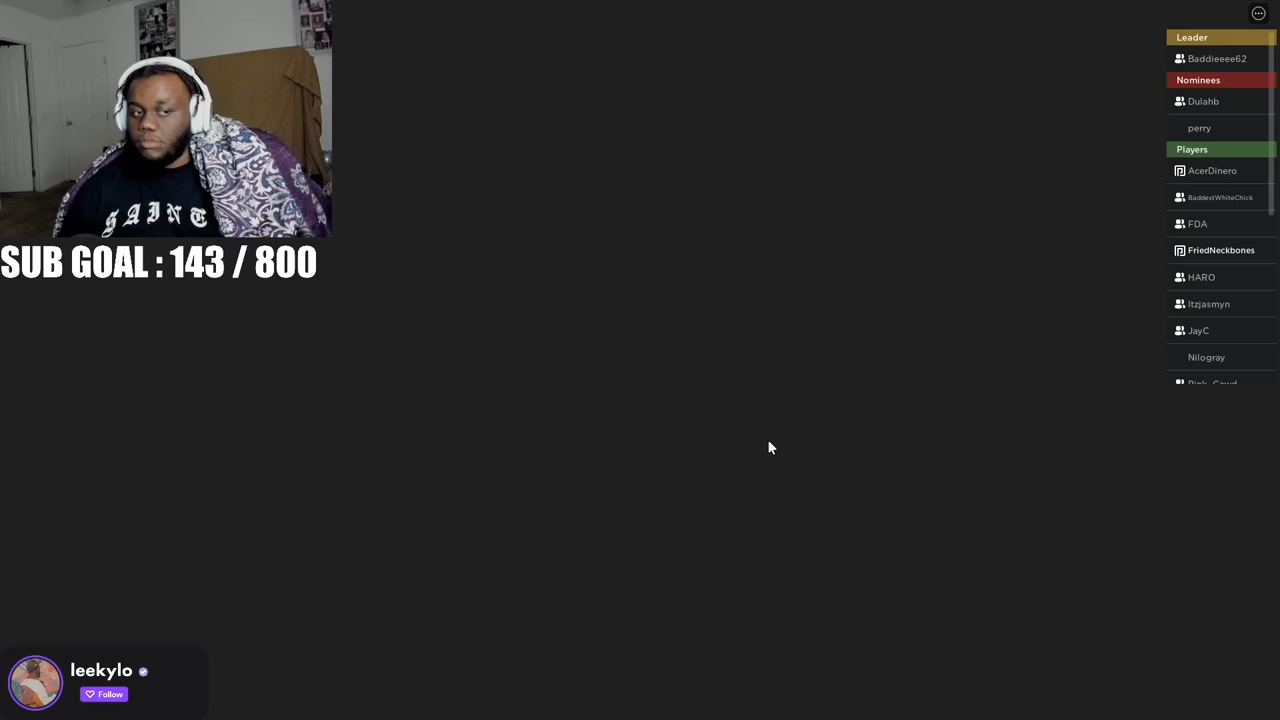 SAINT
SUB GOAL : 143 / 800
Leader
Baddieeee62
Nominees
Dulahb
perry
Players
AcerDinero
BaddestWhiteChick
FDA
FriedNeckbones
HARO
Itzjasmyn
JayC
Nilogray
leekylo
Follow